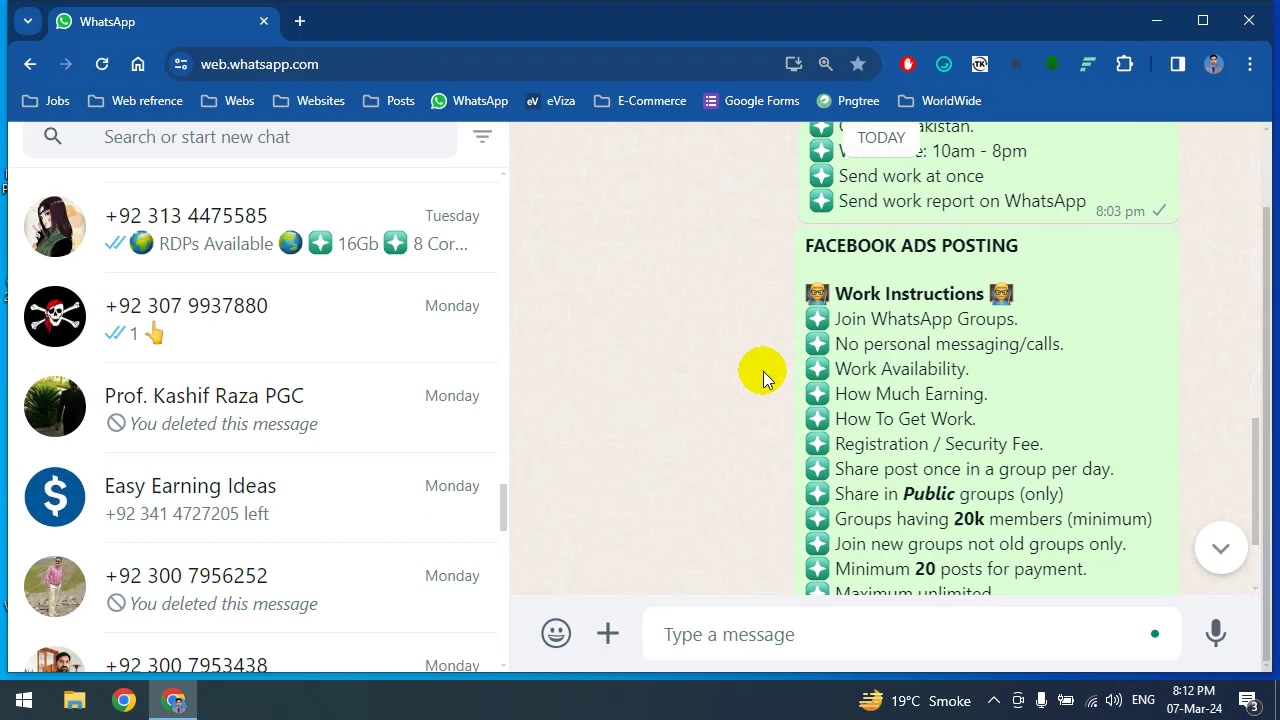 WhatsApp
web.whatsapp.com
Jobs
Web refrence
Webs
Websites
Posts
WhatsApp
eV
eViza
E-Commerce
Google Forms
Pngtree
WorldWide
Search or start new chat
+92 313 4475585
Tuesday
RDPs Available 16Gb 8 Cor...
+92 307 9937880
Monday
1
Prof. Kashif Raza PGC
Monday
You deleted this message
Easy Earning Ideas
Monday
+92 341 4727205 left
+92 300 7956252
Monday
You deleted this message
+92 300 7953438
Monday
TODAY
akistan.
10am - 8pm
Send work at once
Send work report on WhatsApp
8:03 pm
FACEBOOK ADS POSTING
Work Instructions
Join WhatsApp Groups.
No personal messaging/calls.
Work Availability.
How Much Earning.
How To Get Work.
Registration / Security Fee.
Share post once in a group per day.
Share in Public groups (only)
Groups having 20k members (minimum)
Join new groups not old groups only.
Minimum 20 posts for payment.
Maximum unlimited
Type a message
19°C Smoke
ENG
8:12 PM
07-Mar-24
3